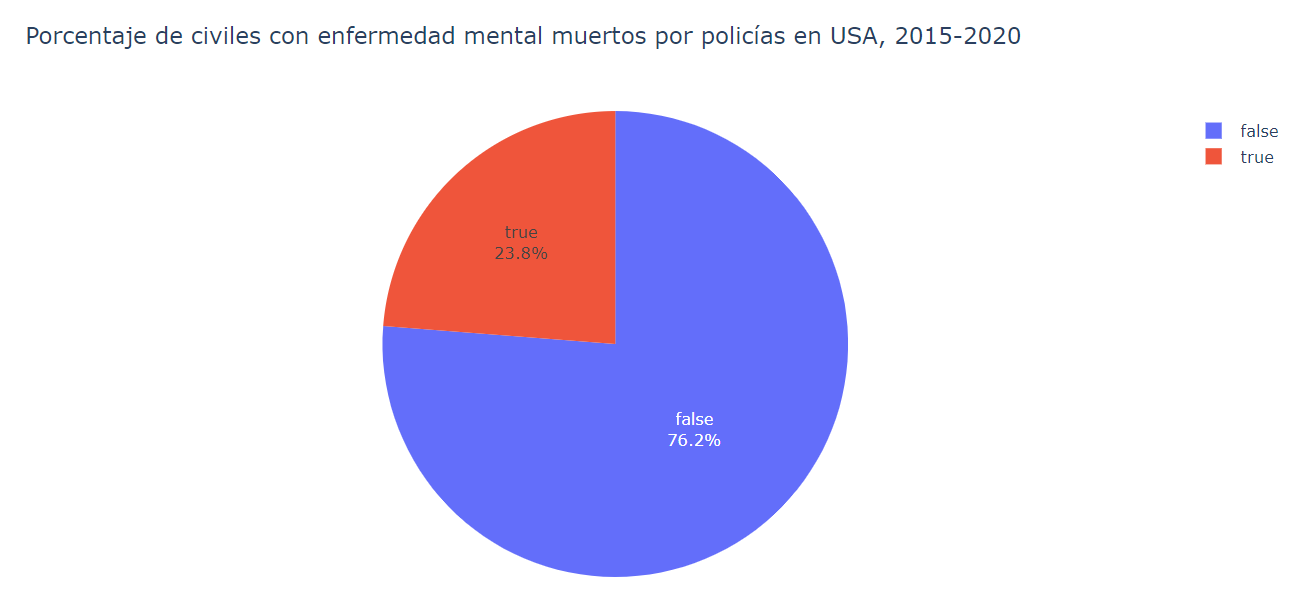 Porcentaje de civiles con enfermedad mental muertos por policías en USA, 2015-2020
false
true
true
23.8%
false
76.2%